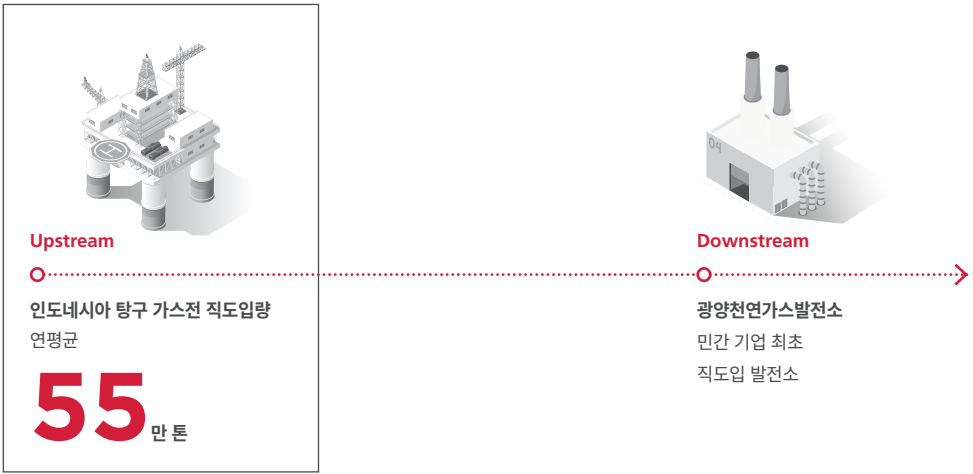 Upstream
인도네시아 탕구 가스전 직도입량
연평균
55만 톤
04
Downstream
광양천연가스발전소
민간 기업 최초
직도입 발전소